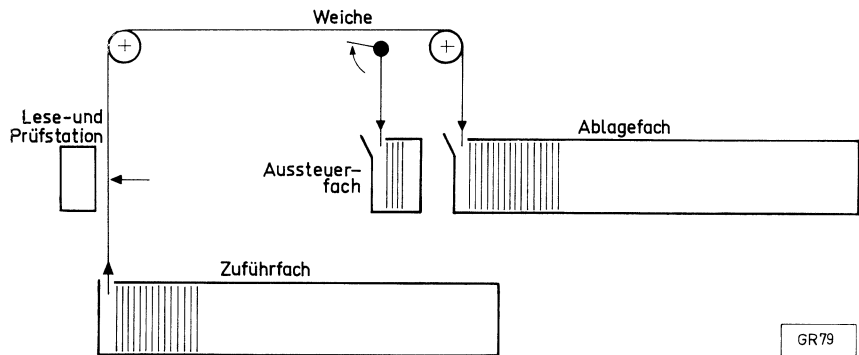 Weiche
Lese-und
Prüfstation
Ablagefach
Aussteuer-
fach
Zuführfach
GR79